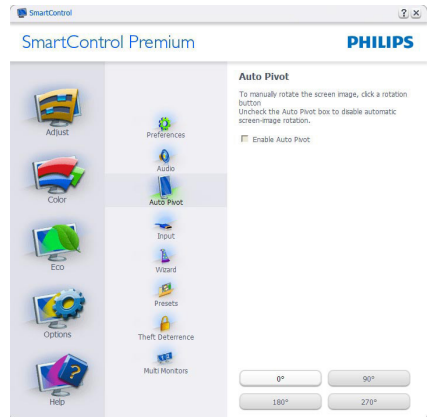 SmartControl
SmartControl Premium
PHILIPS
Adjust
Color
Eco
Options
Help
Preferences
Audio
Auto Pivot
Input
Wizard
Presets
Theft Deterrence
Multi Monitors
Auto Pivot
To manually rotate the screen image, click a rotation
button
Uncheck the Auto Pivot box to disable automatic
screen-image rotation.
Enable Auto Pivot
0°
90°
180°
270°